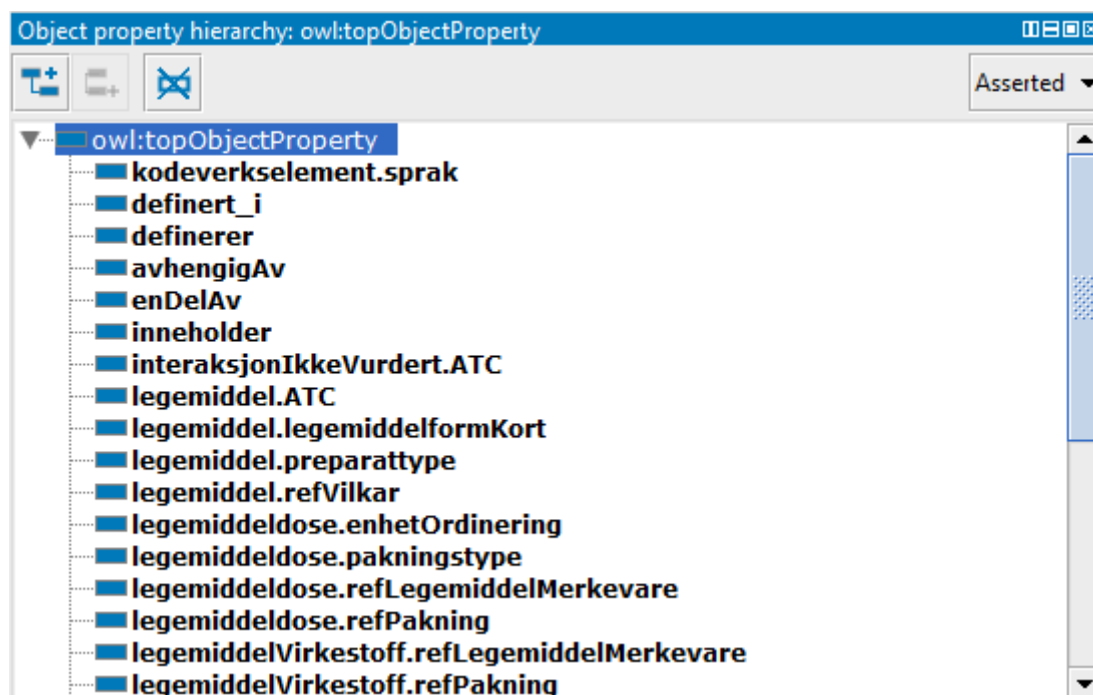 Object property hierarchy: owl:topObjectProperty
Asserted
owl:topObjectProperty
kodeverkselement.sprak
definert_i
definerer
avhengigAv
enDelAv
inneholder
interaksjonIkkeVurdert.ATC
legemiddel.ATC
legemiddel.legemiddelformKort
legemiddel.preparattype
legemiddel.refVilkar
legemiddeldose.enhetOrdinering
legemiddeldose.pakningstype
legemiddeldose.refLegemiddelMerkevare
legemiddeldose.refPakning
legemiddelVirkestoff.refLegemiddelMerkevare
legemiddelVirkestoff.refPakning